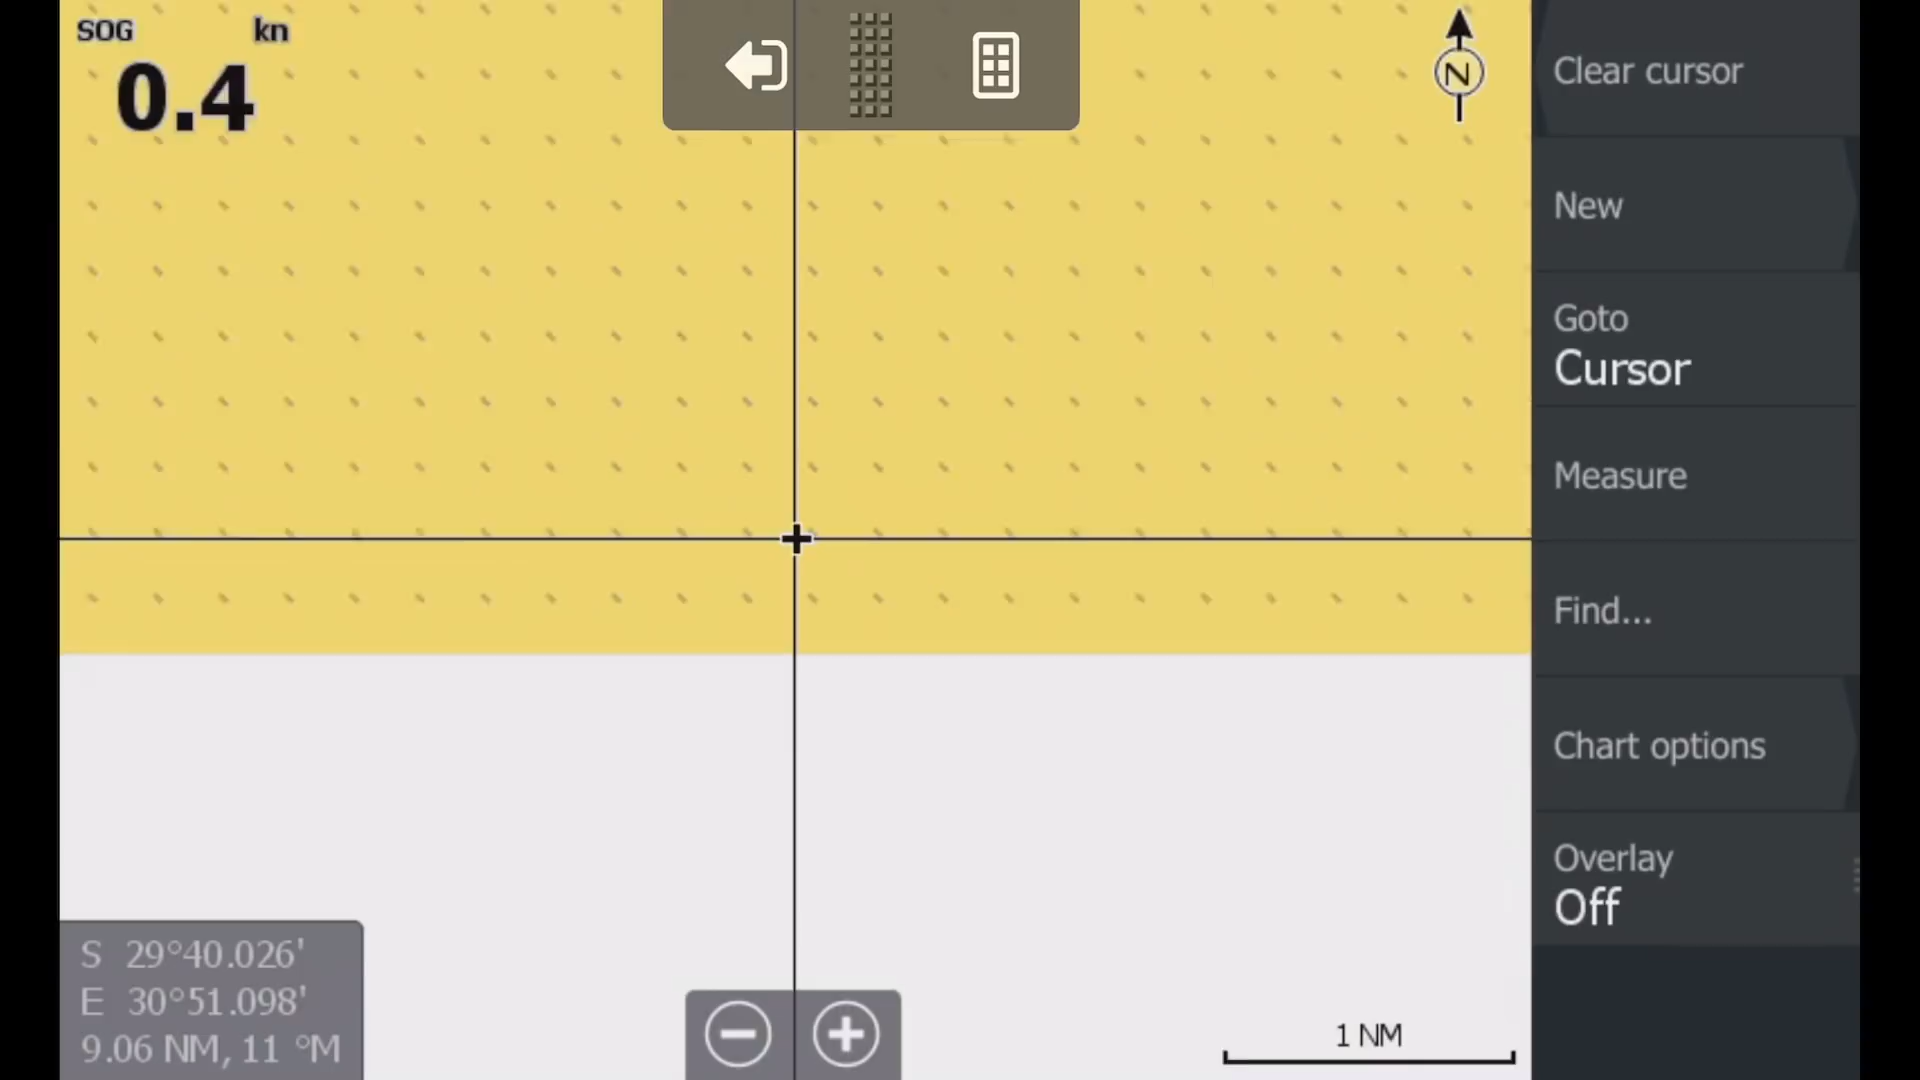 SOG kn
0.4
N
Clear cursor
New
Goto
Cursor
Measure
Find...
Chart options
Overlay
Off
S 29°40.026'
E 30°51.098'
9.06 NM, 11 °M
1 NM